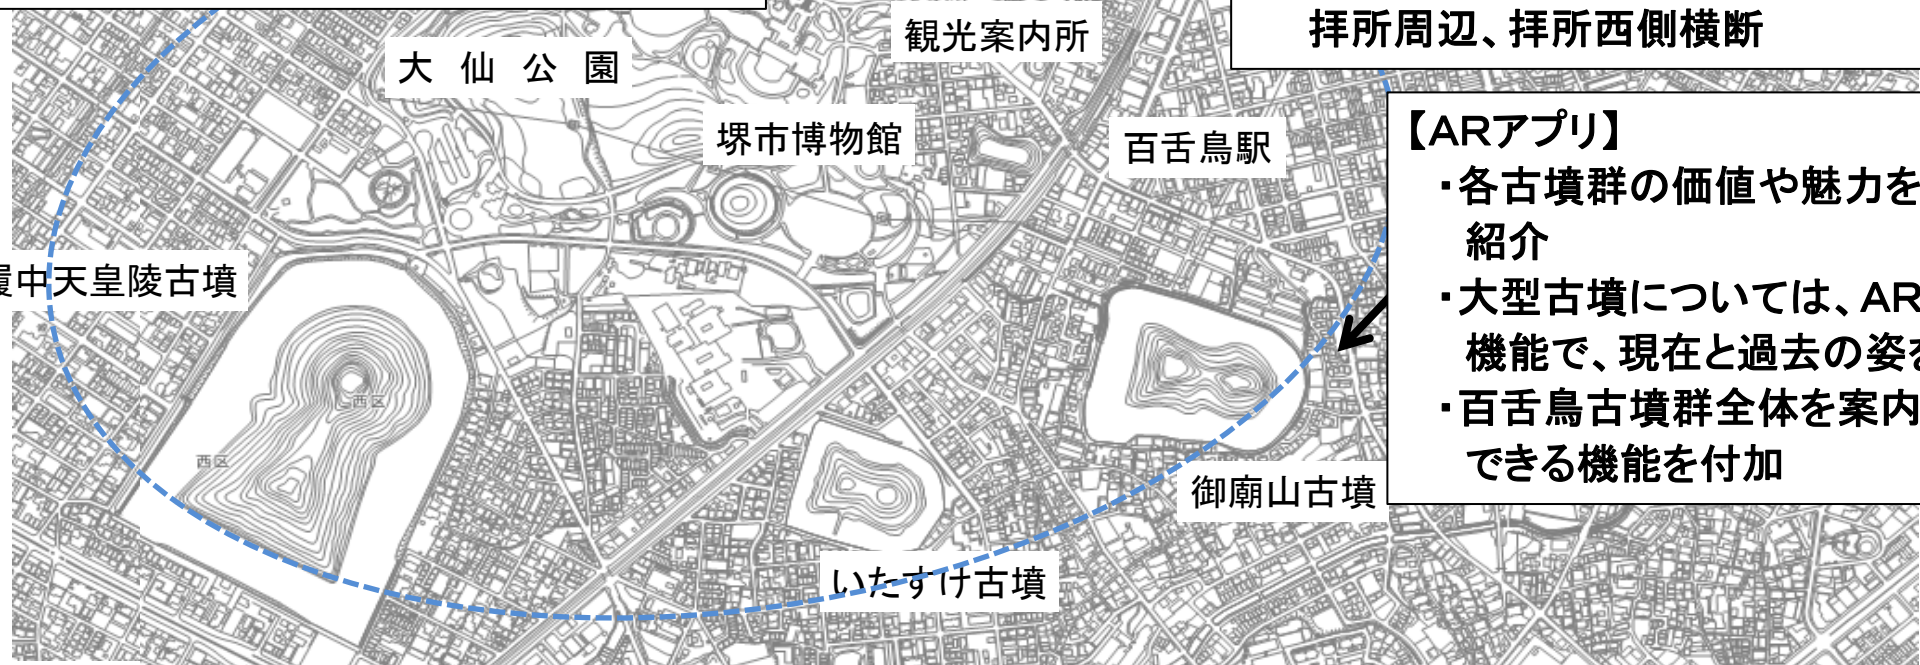 観光案内所
拝所周辺、拝所西側横断
大 仙 公 園
堺市博物館
百舌鳥駅
【ARアプリ】
・各古墳群の価値や魅力を
紹介
・大型古墳については、AR
機能で、現在と過去の姿を
・百舌鳥古墳群全体を案内
できる機能を付加
履中天皇陵古墳
西区
西区
御廟山古墳
いたすけ古墳